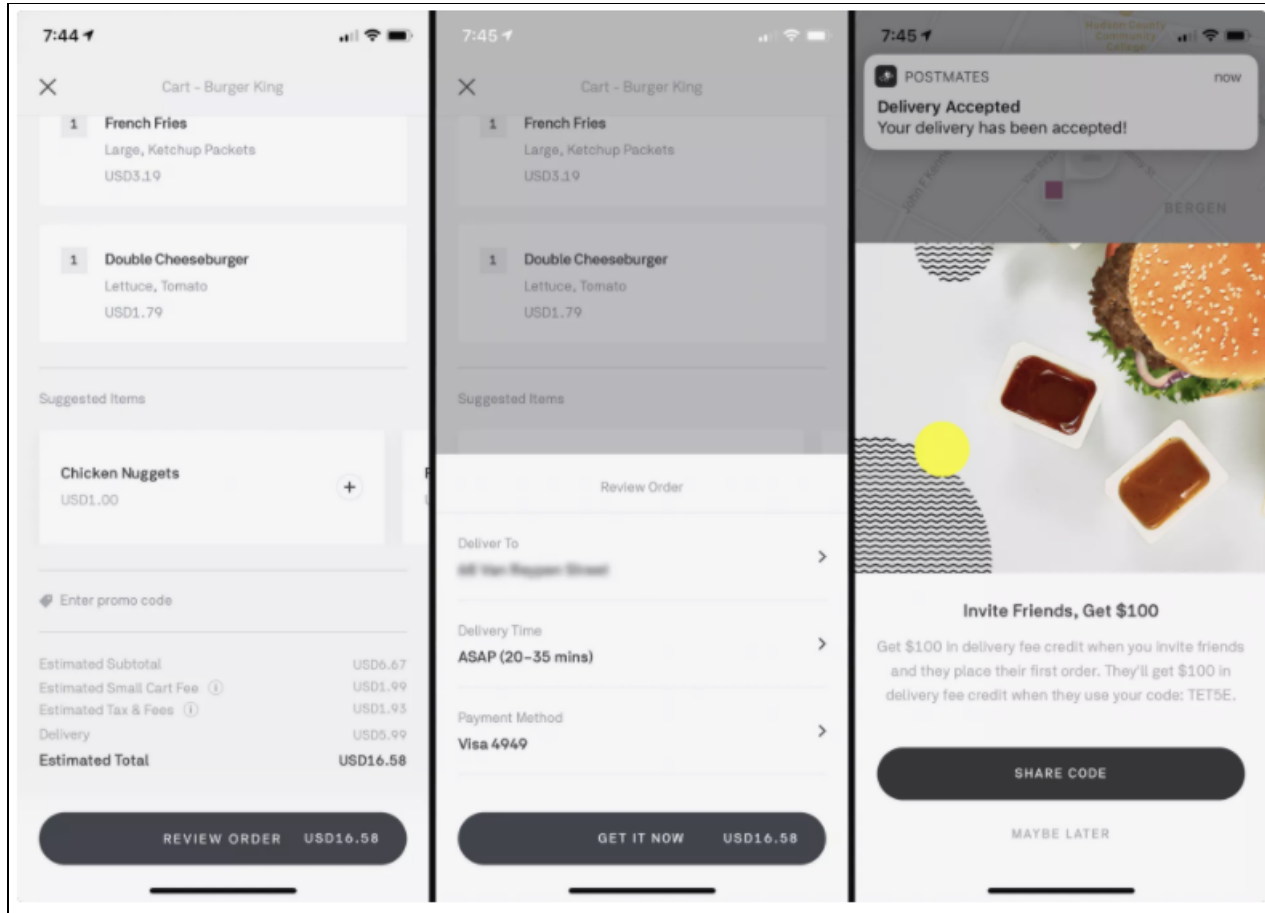 7:44
Cart - Burger King
1 French Fries
Large, Ketchup Packets
USD3.19
1 Double Cheeseburger
Lettuce, Tomato
USD1.79
Suggested Items
Chicken Nuggets
USD1.00
Enter promo code
Estimated Subtotal USD6.67
Estimated Small Cart Fee USD1.99
Estimated Tax & Fees USD1.93
Delivery USD5.99
Estimated Total USD16.58
REVIEW ORDER USD16.58
7:45
Cart - Burger King
1 French Fries
Large, Ketchup Packets
USD3.19
1 Double Cheeseburger
Lettuce, Tomato
USD1.79
Suggested Items
Review Order
Deliver To
Delivery Time
ASAP (20-35 mins)
Payment Method
Visa 4949
GET IT NOW USD16.58
7:45
Hudson County
Community
College
POSTMATES now
Delivery Accepted
Your delivery has been accepted!
John F Kenne
BERGEN
Invite Friends, Get $100
Get $100 in delivery fee credit when you invite friends
and they place their first order. They'll get $100 in
delivery fee credit when they use your code: TET5E.
SHARE CODE
MAYBE LATER